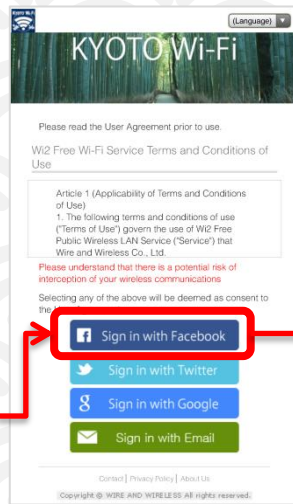 Kyoto Wi-Fi
(Language)
KYOTO Wi-Fi
Please read the User Agreement prior to use.
Wi2 Free Wi-Fi Service Terms and Conditions of
Use
Article 1 (Applicability of Terms and Conditions
of Use)
1. The following terms and conditions of use
("Terms of Use") govern the use of Wi2 Free
Public Wireless LAN Service ("Service") that
Wire and Wireless Co., Ltd.
Please understand that there is a potential risk of
interception of your wireless communications
Selecting any of the above will be deemed as consent to
the
Sign in with Facebook
Sign in with Twitter
Sign in with Google
Sign in with Email
Contact | Privacy Policy | About Us
Copyright © WIRE AND WIRELESS All rights reserved.